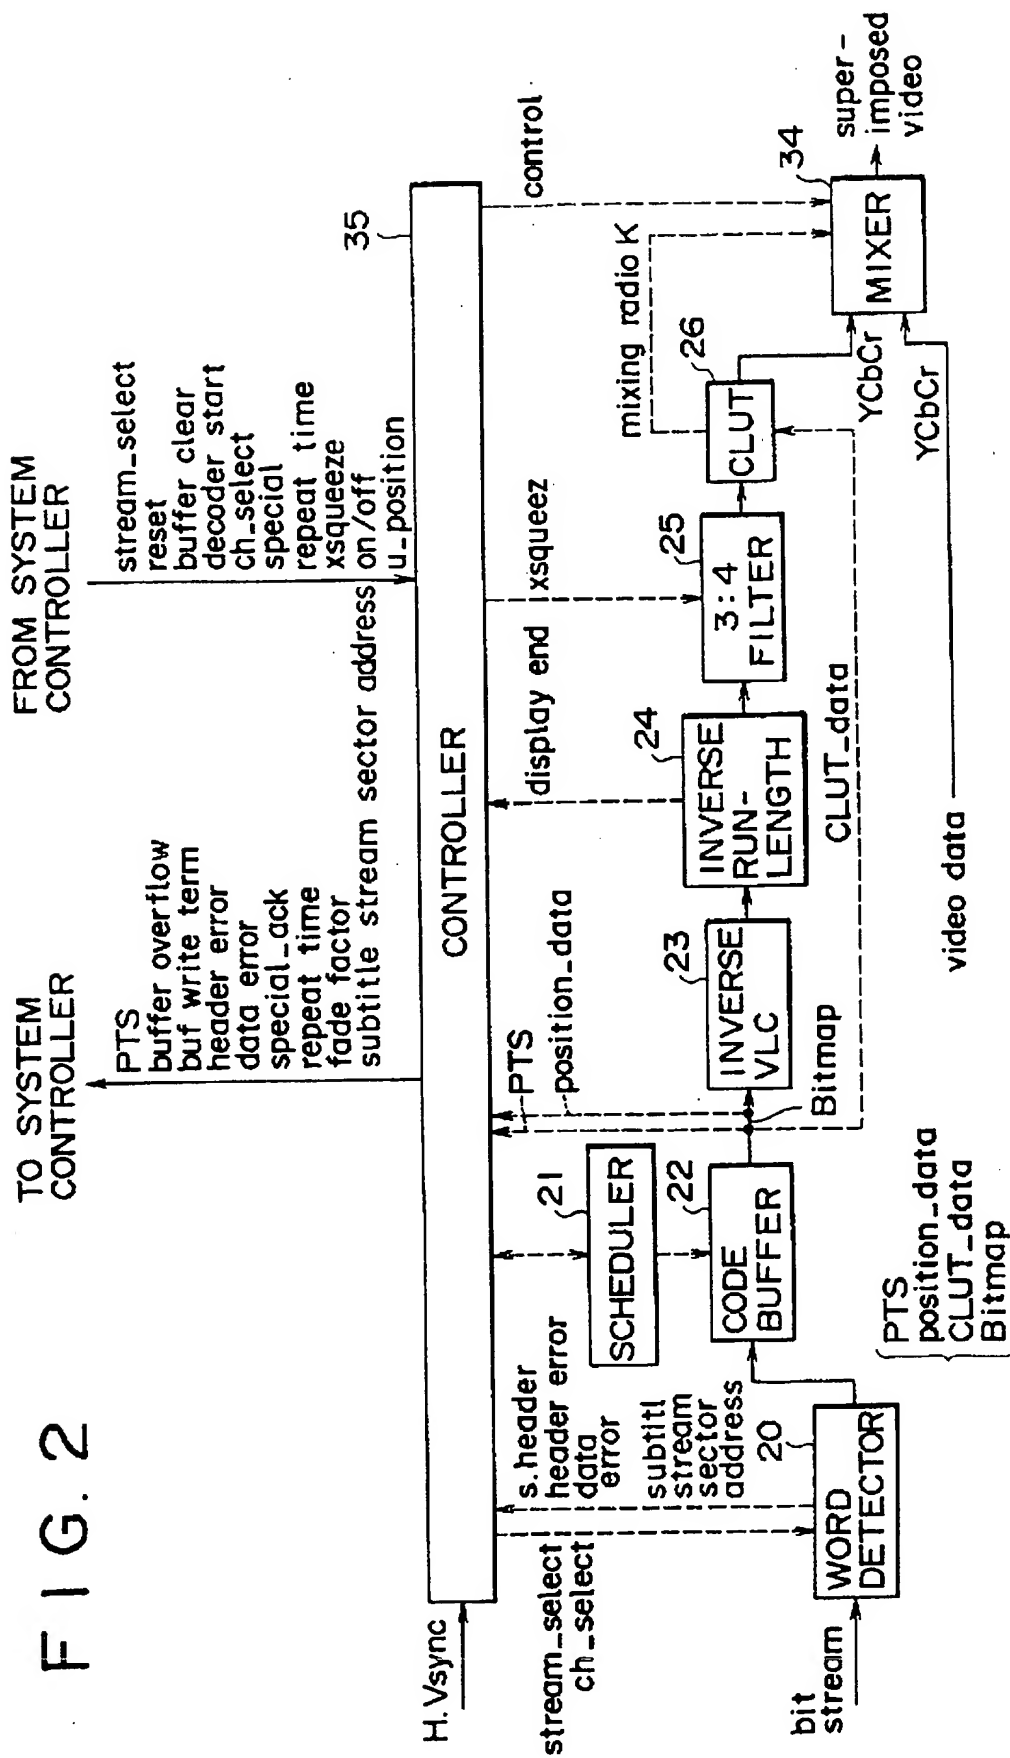 FIG. 2
TO SYSTEM
CONTROLLER
FROM SYSTEM
CONTROLLER
PTS
buffer overflow
buf write term
header error
data error
special_ack
repeat time
fade factor
subtitle stream sector address
stream_select
reset
buffer clear
decoder start
ch_select
special
repeat time
xsqueeze
on/off
u_position
H.Vsync
CONTROLLER
35
stream_select
ch_select
s.header
header error
data
error
subtitl
stream
sector
address
PTS
position_data
display end
xsqueez
control
SCHEDULER
21
mixing radio K
bit
stream
WORD
DETECTOR
20
CODE
BUFFER
22
INVERSE
VLC
23
INVERSE
RUN-
LENGTH
24
3:4
FILTER
25
CLUT
26
MIXER
34
super-
imposed
video
Bitmap
CLUT_data
YCbCr
YCbCr
PTS
position_data
CLUT_data
Bitmap
video data